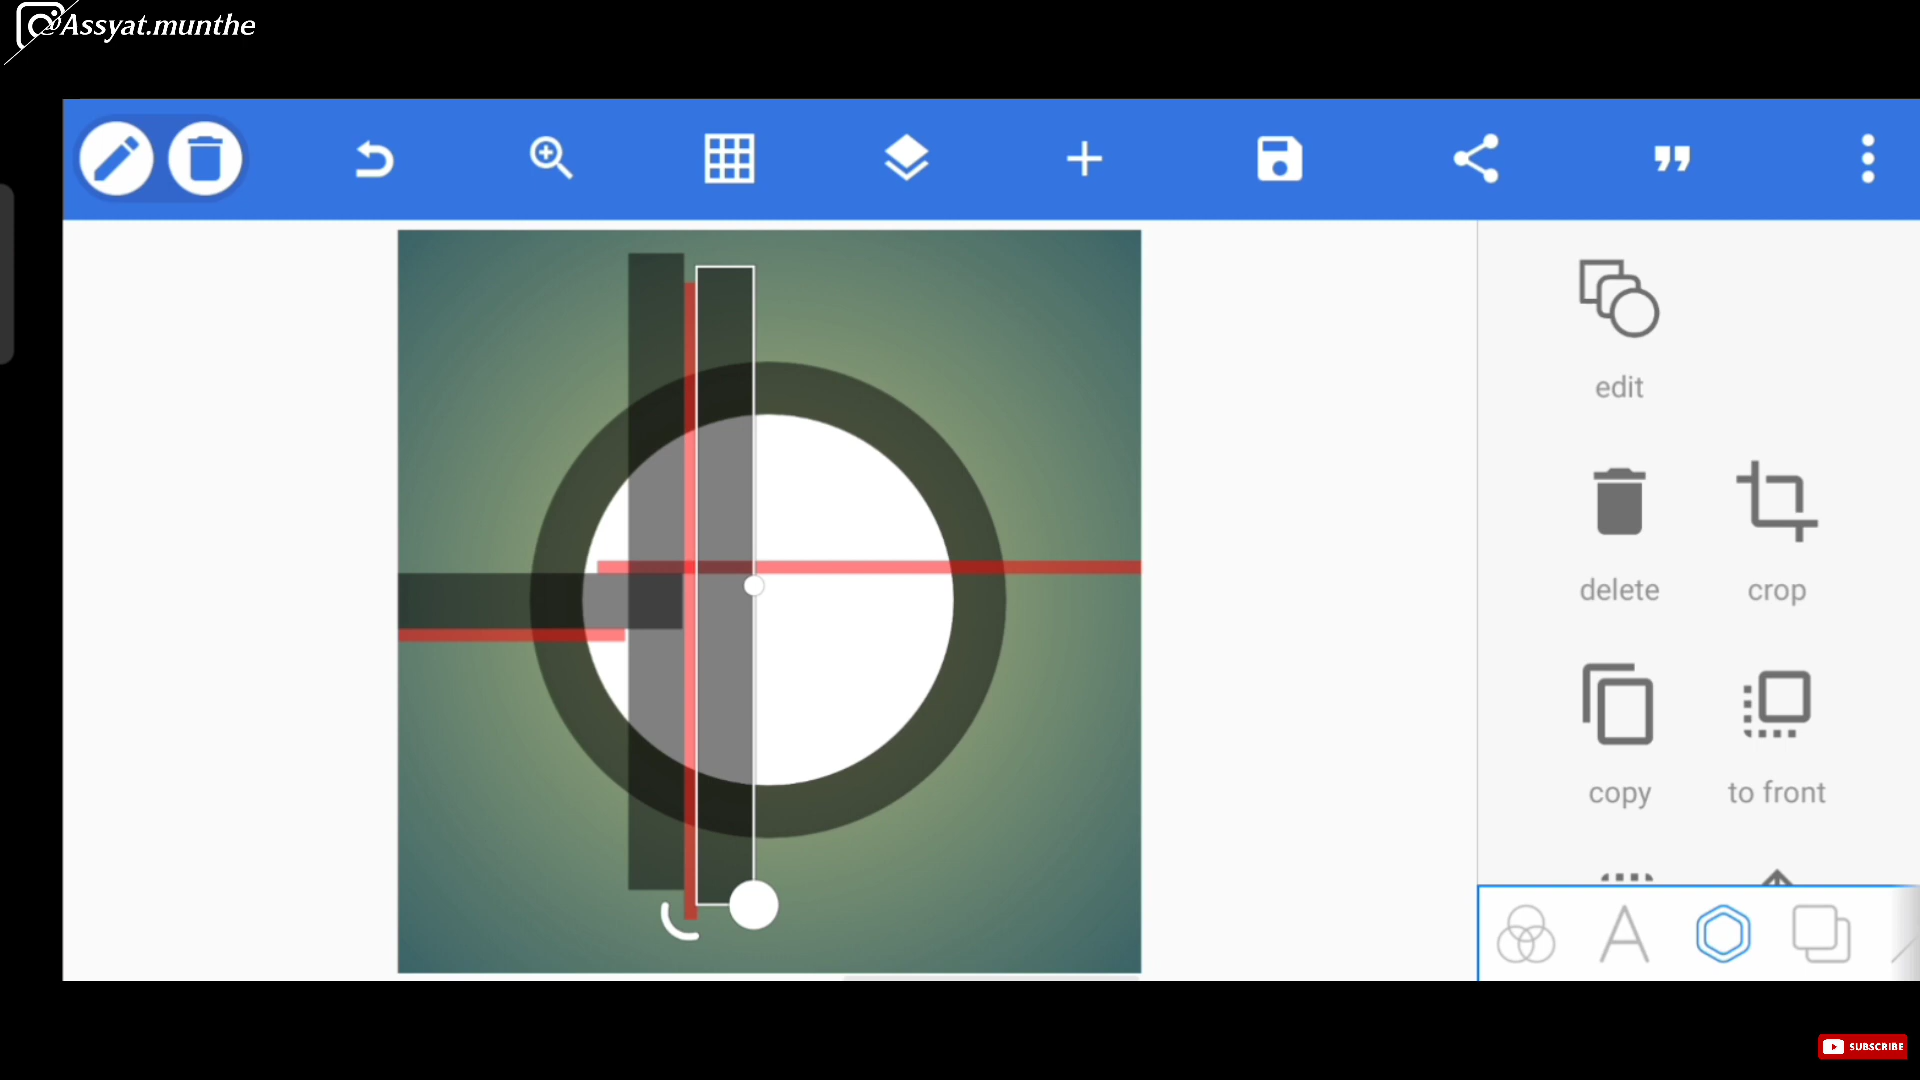 @Assyat.munthe
edit
delete
crop
copy
to front
SUBSCRIBE